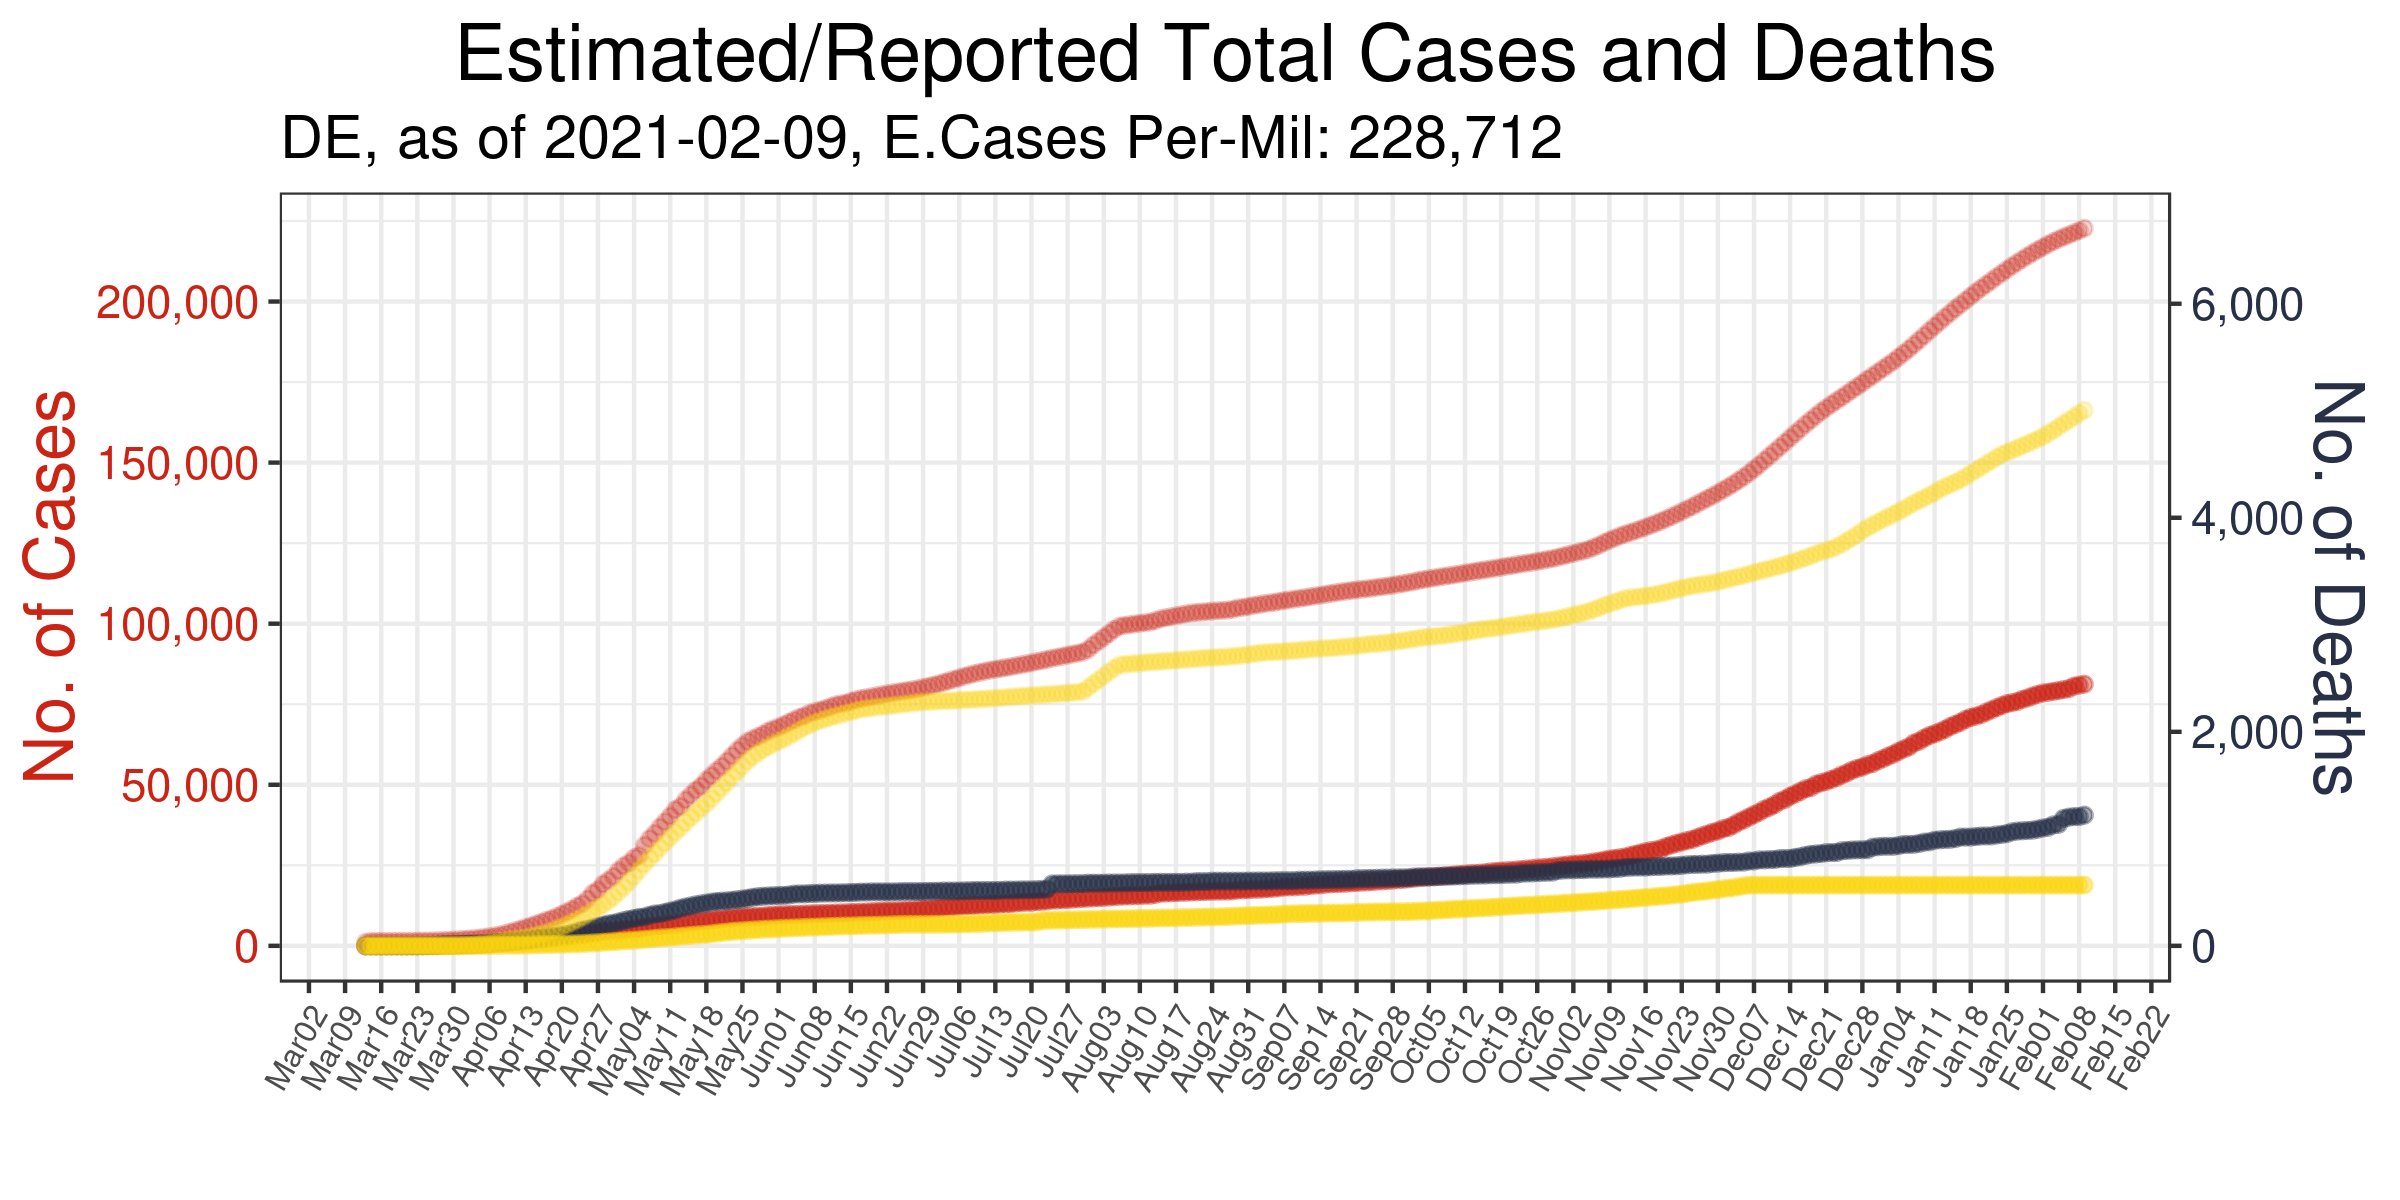 Estimated/Reported Total Cases and Deaths
DE, as of 2021-02-09, E.Cases Per-Mil: 228,712
No. of Cases
200,000
150,000
100,000
50,000
0
6,000
4,000
2,000
0
No. of Deaths
Mar02
Mar09
Mar16
Mar23
Mar30
Apr06
Apr13
Apr20
Apr27
May04
May11
May18
May25
Jun01
Jun08
Jun15
Jun22
Jun29
Jul06
Jul13
Jul20
Jul27
Aug03
Aug10
Aug17
Aug24
Aug31
Sep07
Sep14
Sep21
Sep28
Oct05
Oct12
Oct19
Oct26
Nov02
Nov09
Nov16
Nov23
Nov30
Dec07
Dec14
Dec21
Dec28
Jan04
Jan11
Jan18
Jan25
Feb01
Feb08
Feb15
Feb22